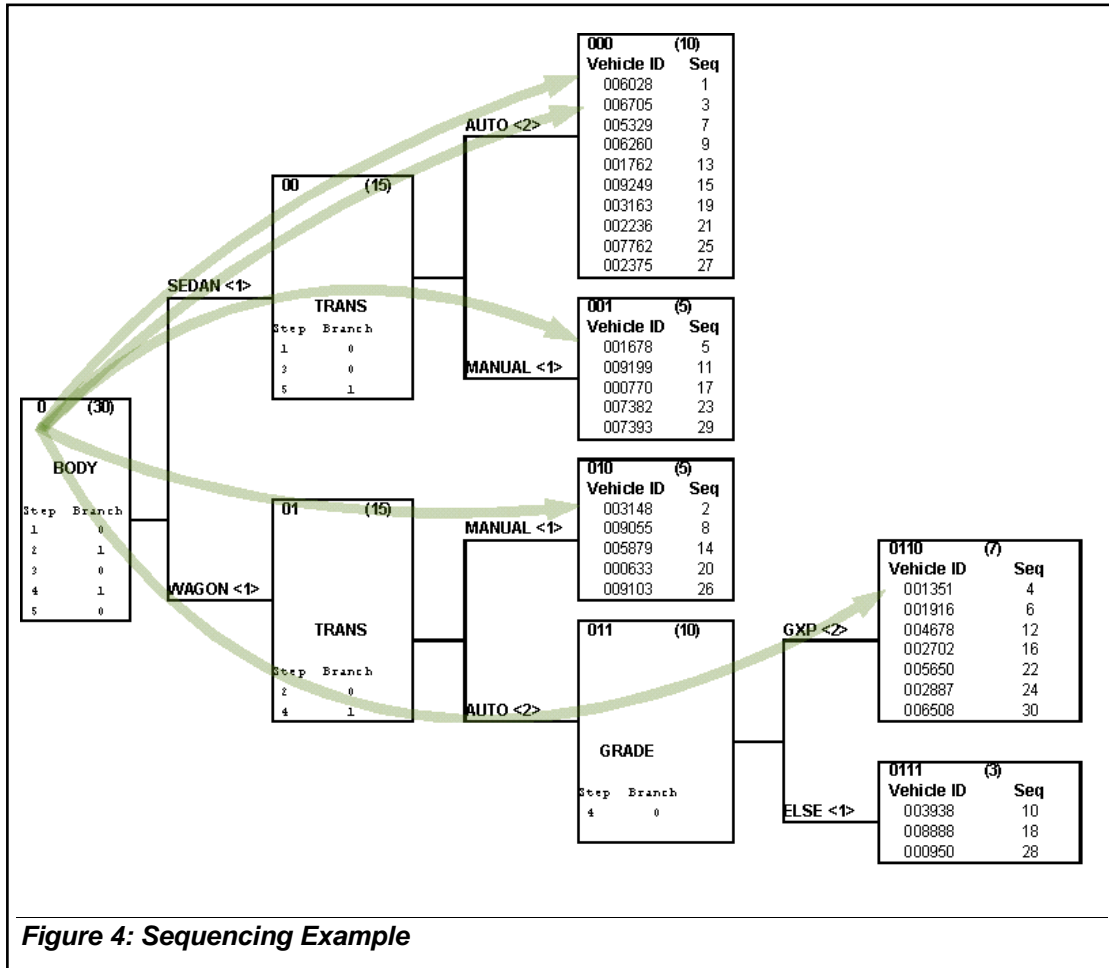 000 (10)
Vehicle ID Seq
006028 1
006705 3
005329 7
006260 9
001762 13
009249 15
003163 19
002236 21
007762 25
002375 27
AUTO <2>
00 (15)
TRANS
Step Branch
1 0
3 0
5 1
SEDAN <1>
001 (5)
Vehicle ID Seq
001678 5
009199 11
000770 17
007382 23
007393 29
MANUAL <1>
0 (30)
BODY
Step Branch
1 0
2 1
3 0
4 1
5 0
WAGON <1>
01 (15)
TRANS
Step Branch
2 0
4 1
MANUAL <1>
010 (5)
Vehicle ID Seq
003148 2
009055 8
005879 14
000633 20
009103 26
AUTO <2>
011 (10)
GRADE
Step Branch
4 0
GXP <2>
0110 (7)
Vehicle ID Seq
001351 4
001916 6
004678 12
002702 16
005650 22
002887 24
006508 30
ELSE <1>
0111 (3)
Vehicle ID Seq
003938 10
008888 18
000950 28
Figure 4: Sequencing Example